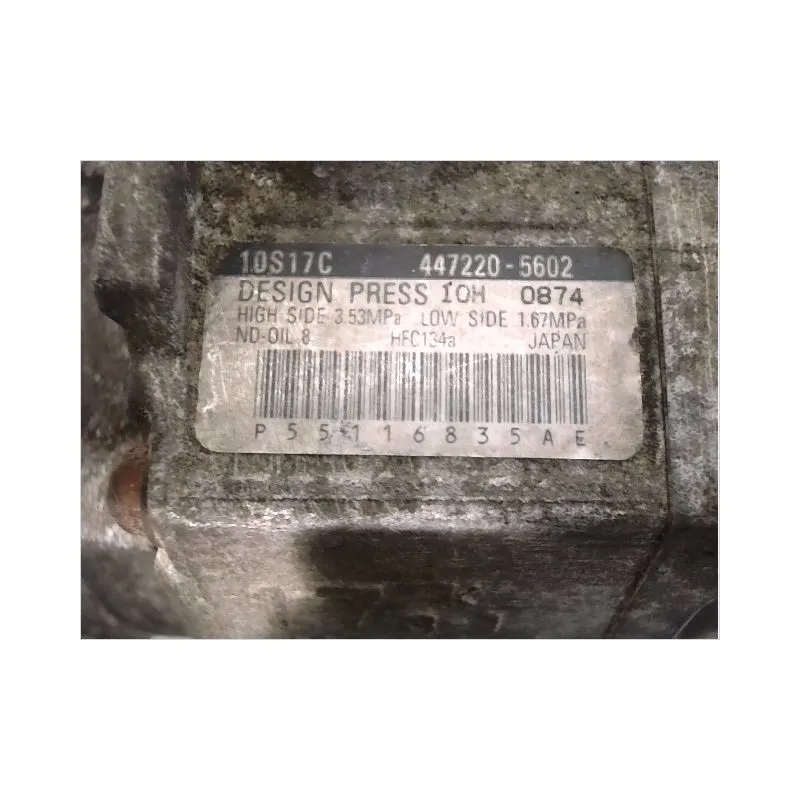 10S17C 447220-5602
DESIGN PRESS 10H 0874
HIGH SIDE 3.53MPa LOW SIDE 1.67MPa
ND-OIL 8 HFC134a JAPAN
P55116835AE